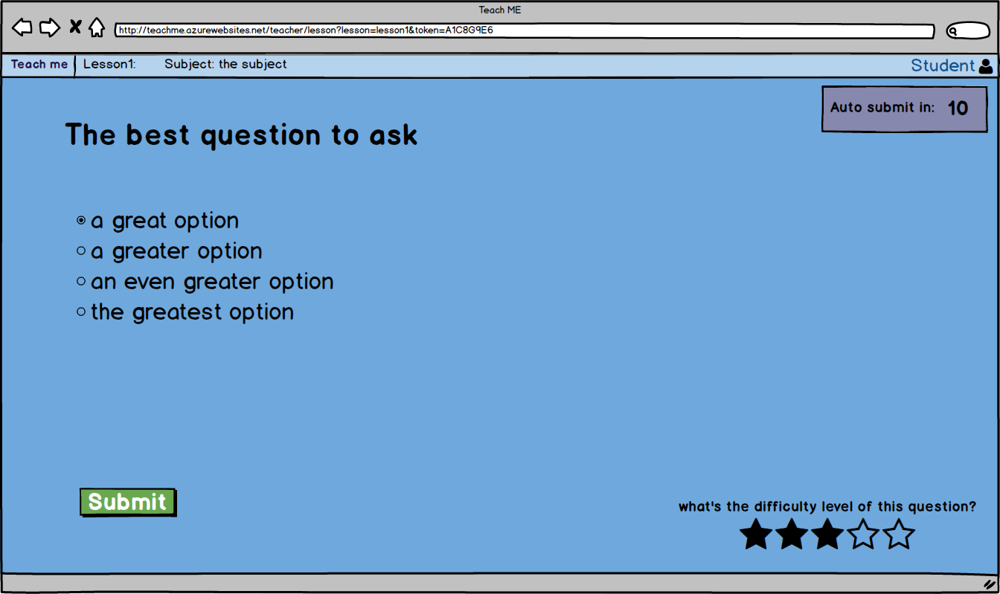 Teach ME
http://teachme.azurewebsites.net/teacher/lesson?lesson=lesson1&token=A1C8G9E6
Teach me Lesson1: Subject: the subject Student
Auto submit in: 10
The best question to ask
a great option
a greater option
an even greater option
the greatest option
Submit
what's the difficulty level of this question?